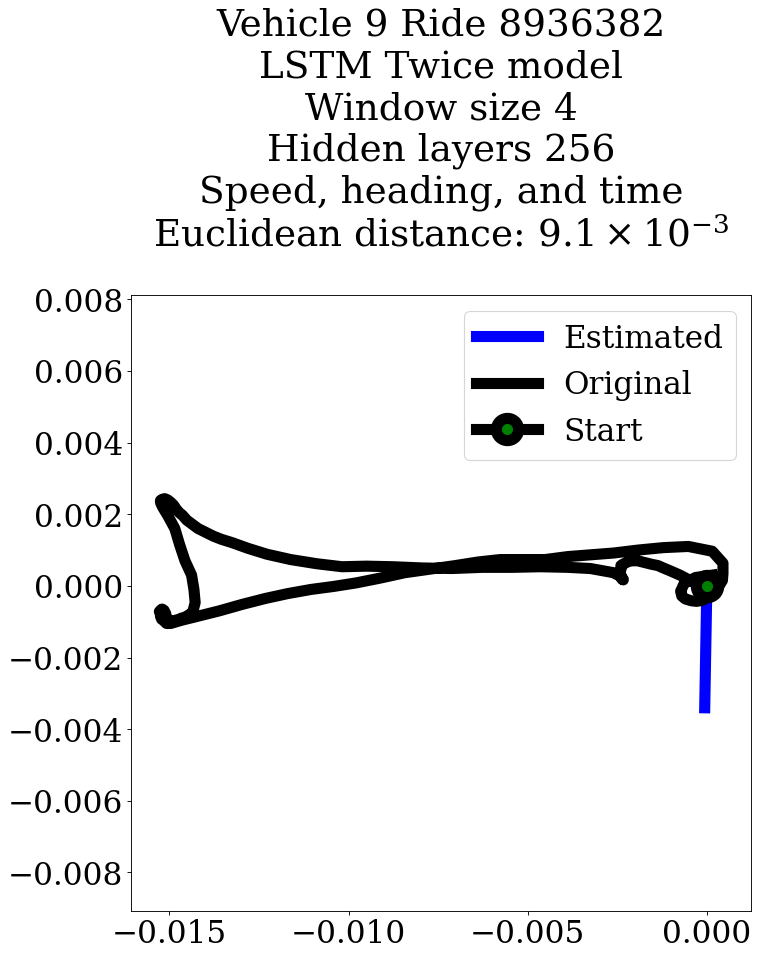 Vehicle 9 Ride 8936382
LSTM Twice model
Window size 4
Hidden layers 256
Speed, heading, and time
Euclidean distance: 9.1 × 10⁻³
0.008
0.006
0.004
0.002
0.000
−0.002
−0.004
−0.006
−0.008
Estimated
Original
Start
−0.015
−0.010
−0.005
0.000